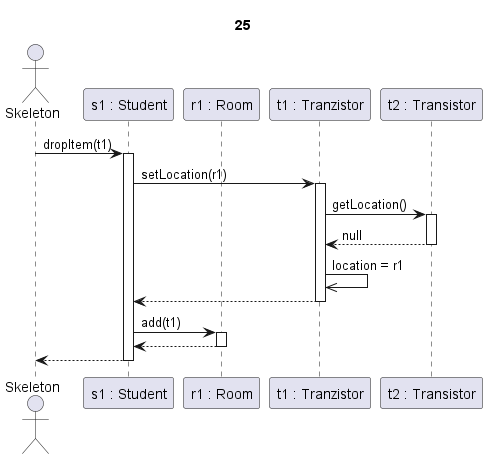 25
Skeleton
s1 : Student
r1 : Room
t1 : Tranzistor
t2 : Transistor
dropItem(t1)
setLocation(r1)
getLocation()
null
location = r1
add(t1)
Skeleton
s1 : Student
r1 : Room
t1 : Tranzistor
t2 : Transistor